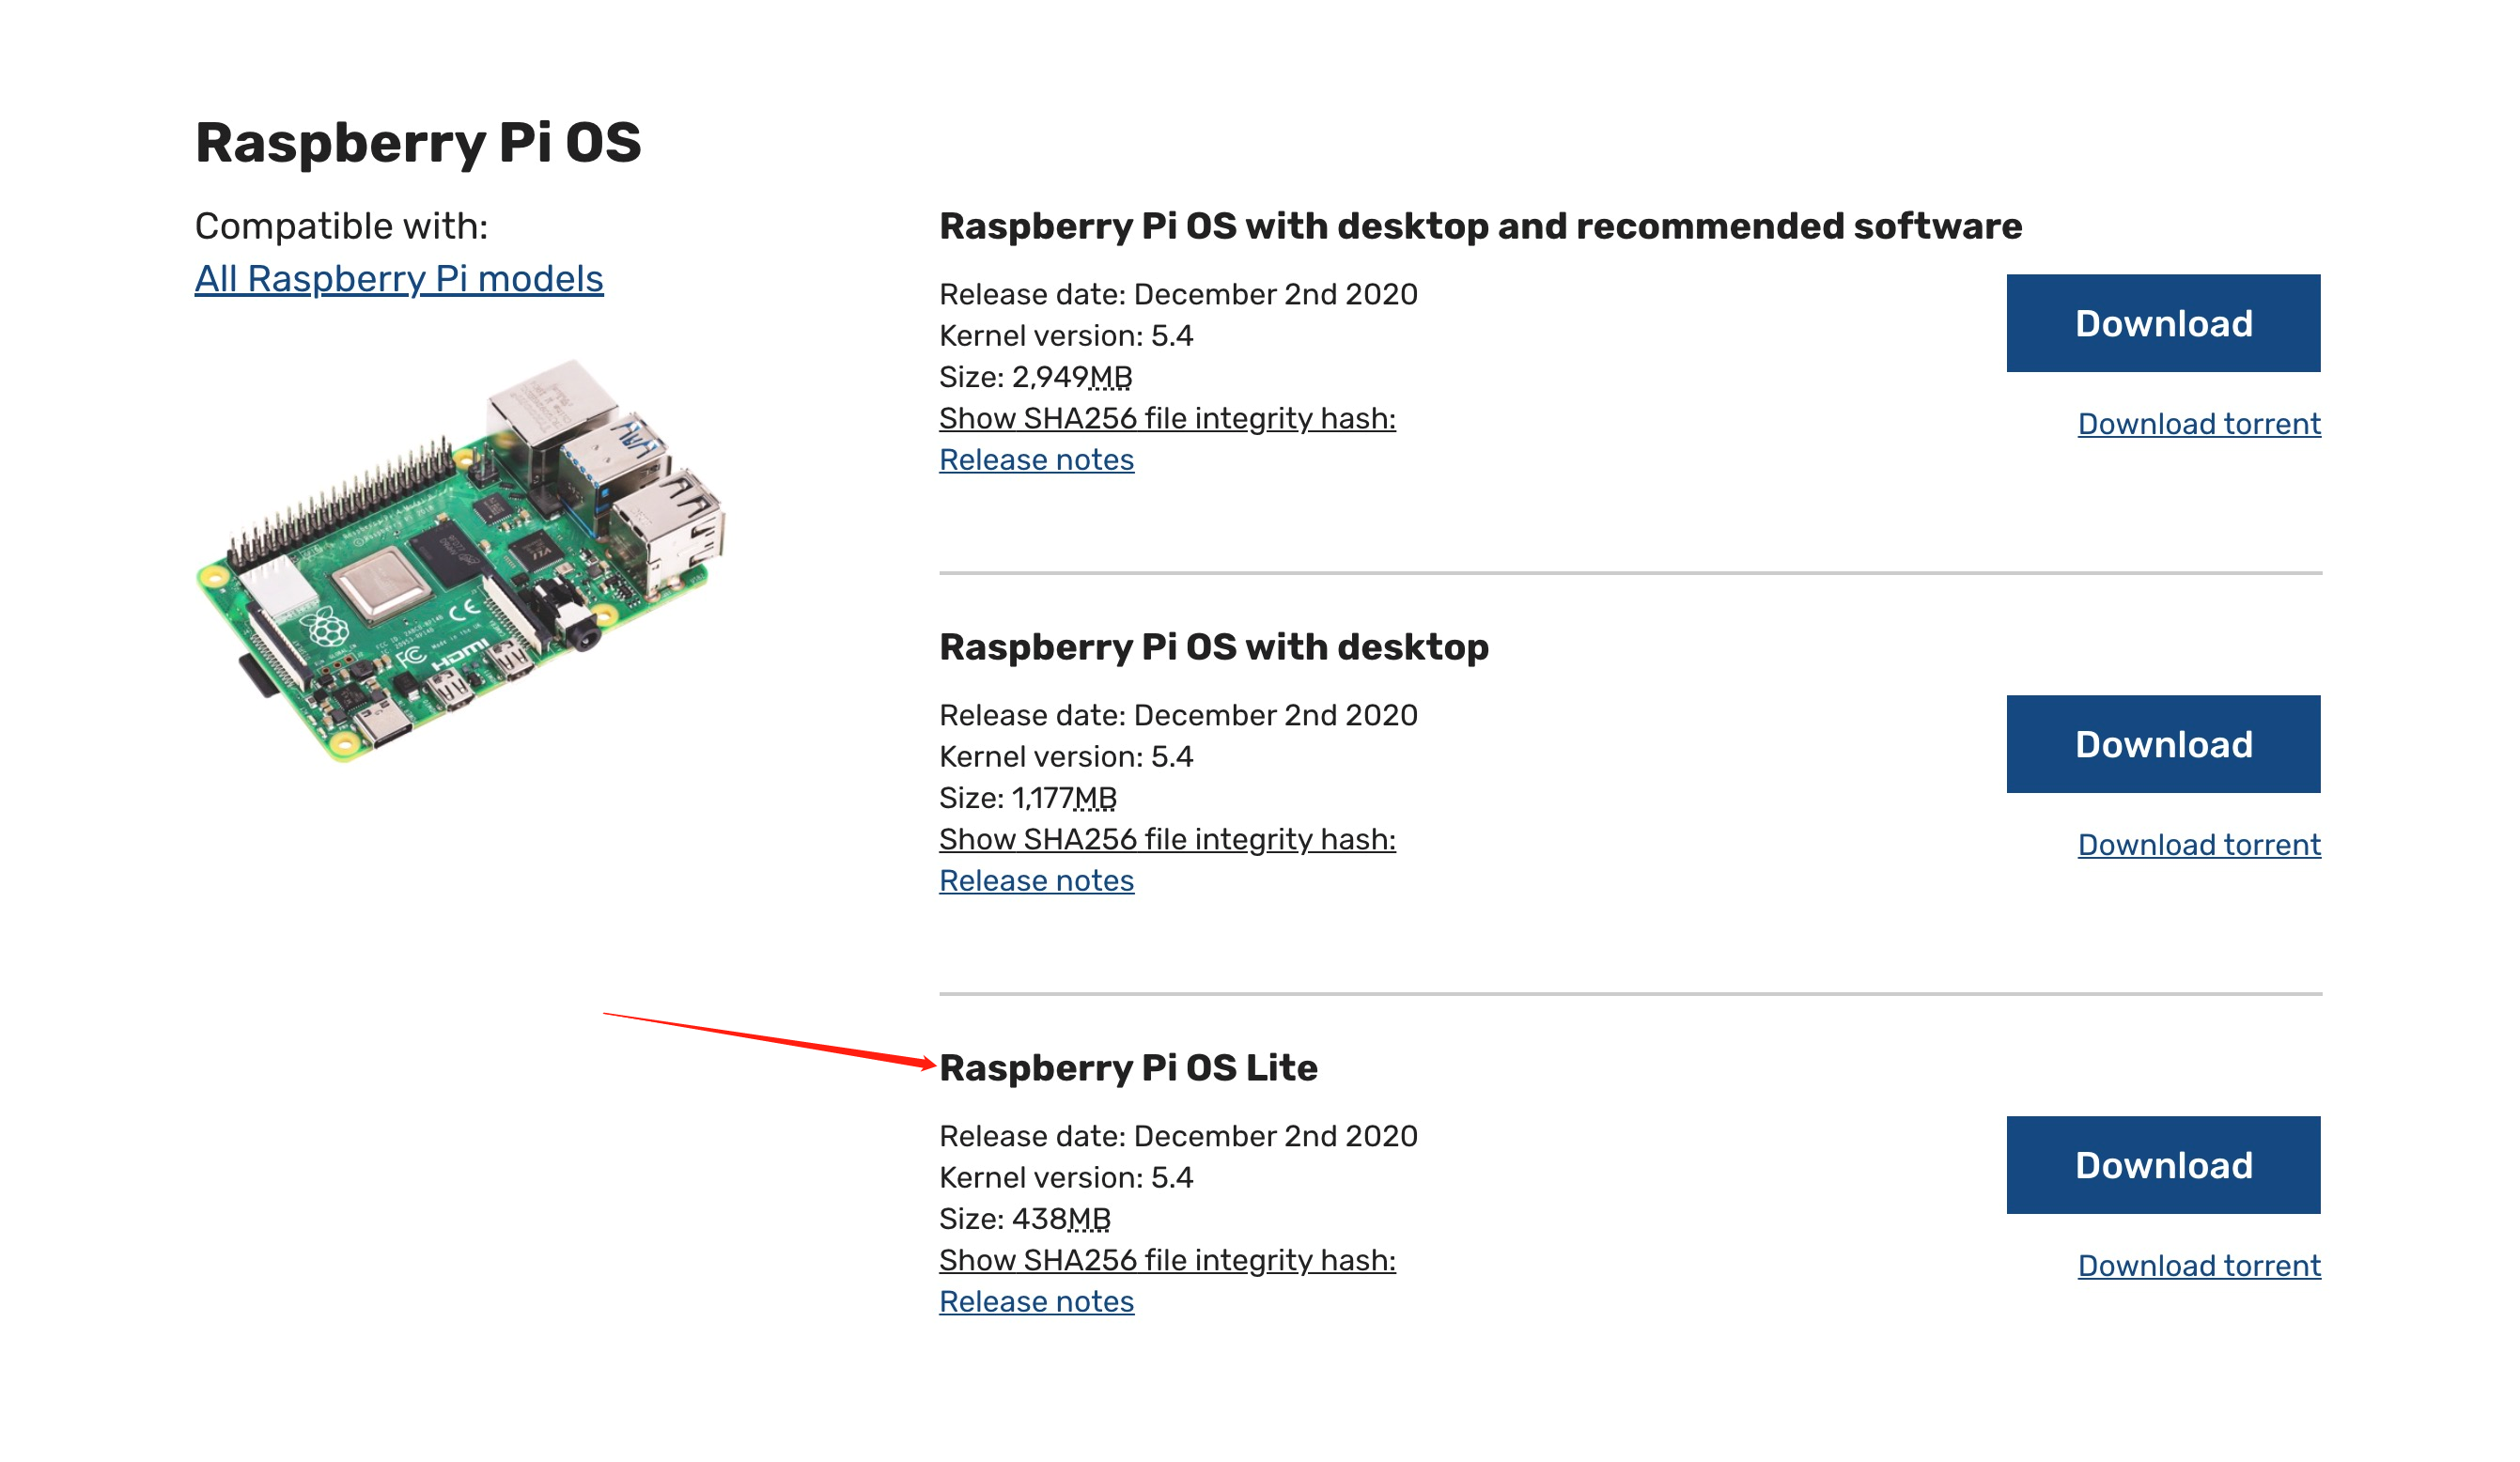 Raspberry Pi OS
Compatible with:
All Raspberry Pi models
HDMI
Raspberry Pi OS with desktop and recommended software
Release date: December 2nd 2020
Kernel version: 5.4
Size: 2,949MB
Show SHA256 file integrity hash:
Release notes
Download
Download torrent
Raspberry Pi OS with desktop
Release date: December 2nd 2020
Kernel version: 5.4
Size: 1,177MB
Show SHA256 file integrity hash:
Release notes
Download
Download torrent
Raspberry Pi OS Lite
Release date: December 2nd 2020
Kernel version: 5.4
Size: 438MB
Show SHA256 file integrity hash:
Release notes
Download
Download torrent